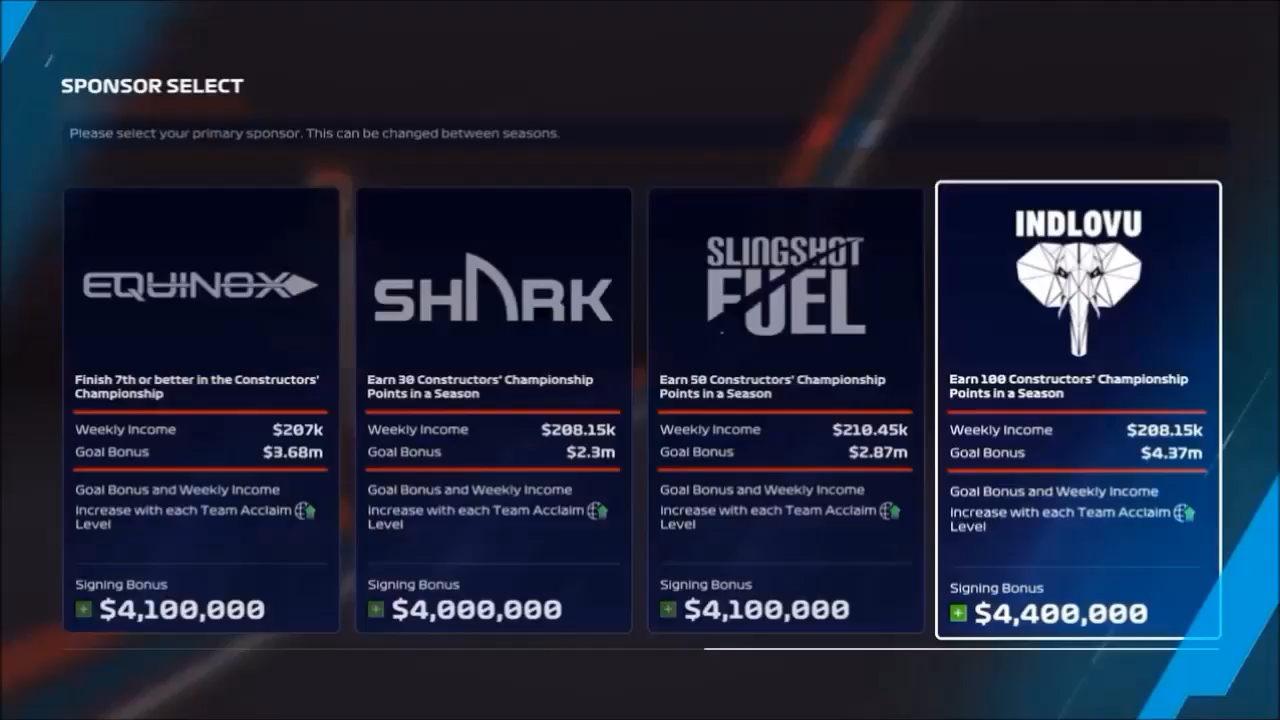 SPONSOR SELECT
Please select your primary sponsor. This can be changed between seasons.
EQUINOX
Finish 7th or better in the Constructors'
Championship
Weekly Income $207k
Goal Bonus $3.68m
Goal Bonus and Weekly Income
Increase with each Team Acclaim
Level
Signing Bonus
$4,100,000
SHARK
Earn 30 Constructors' Championship
Points in a Season
Weekly Income $208.15k
Goal Bonus $2.3m
Goal Bonus and Weekly Income
Increase with each Team Acclaim
Level
Signing Bonus
$4,000,000
SLINGSHOT
FUEL
Earn 50 Constructors' Championship
Points in a Season
Weekly Income $210.45k
Goal Bonus $2.87m
Goal Bonus and Weekly Income
Increase with each Team Acclaim
Level
Signing Bonus
$4,100,000
INDLOVU
Earn 100 Constructors' Championship
Points in a Season
Weekly Income $208.15k
Goal Bonus $4.37m
Goal Bonus and Weekly Income
Increase with each Team Acclaim
Level
Signing Bonus
$4,400,000